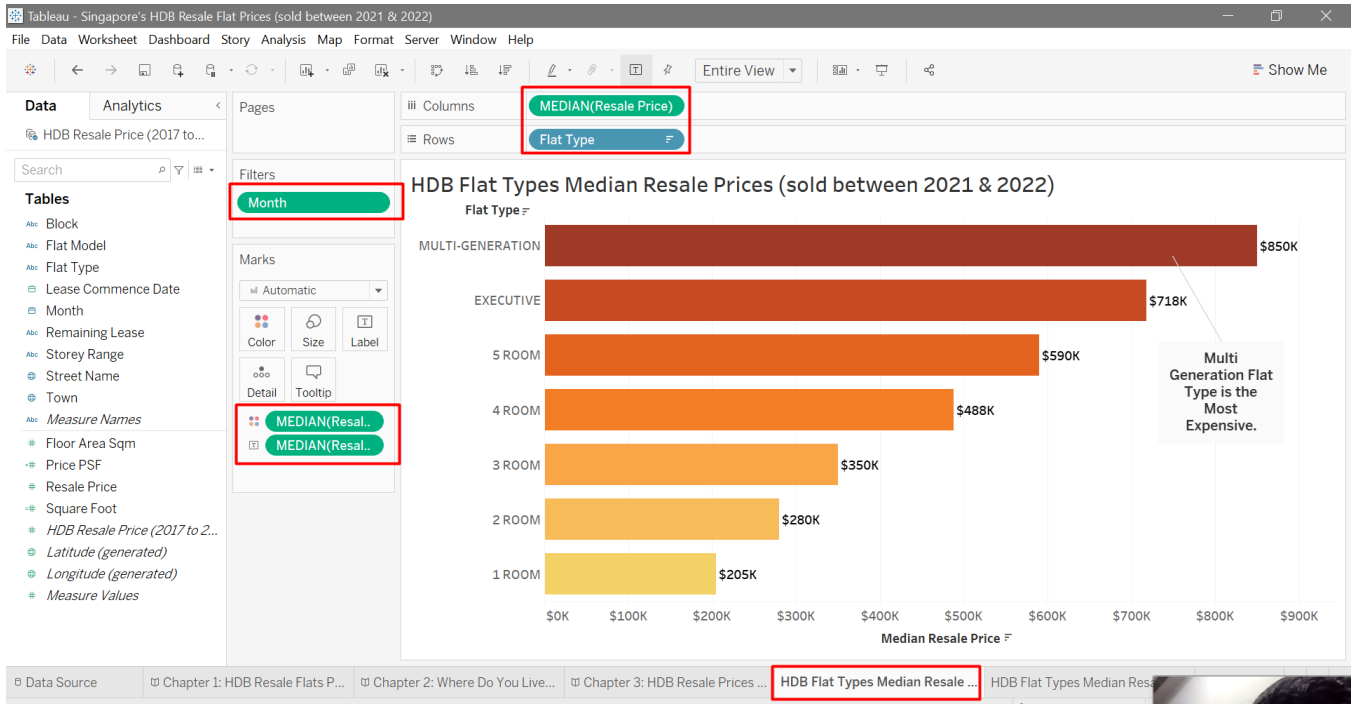 Tableau - Singapore's HDB Resale Flat Prices (sold between 2021 & 2022)
File Data Worksheet Dashboard Story Analysis Map Format Server Window Help
Entire View
Show Me
Data Analytics
HDB Resale Price (2017 to...
Search
Tables
Abc Block
Abc Flat Model
Abc Flat Type
Lease Commence Date
Month
Abc Remaining Lease
Abc Storey Range
Street Name
Town
Abc Measure Names
# Floor Area Sqm
=# Price PSF
# Resale Price
=# Square Foot
# HDB Resale Price (2017 to 2...
Latitude (generated)
Longitude (generated)
# Measure Values
Pages
Filters
Month
Marks
Automatic
Color Size Label
Detail Tooltip
MEDIAN(Resal..
MEDIAN(Resal..
Columns MEDIAN(Resale Price)
Rows Flat Type
HDB Flat Types Median Resale Prices (sold between 2021 & 2022)
Flat Type
MULTI-GENERATION $850K
EXECUTIVE $718K
5 ROOM $590K
4 ROOM $488K
3 ROOM $350K
2 ROOM $280K
1 ROOM $205K
Multi
Generation Flat
Type is the
Most
Expensive.
$0K $100K $200K $300K $400K $500K $600K $700K $800K $900K
Median Resale Price
Data Source Chapter 1: HDB Resale Flats P... Chapter 2: Where Do You Live... Chapter 3: HDB Resale Prices ... HDB Flat Types Median Resale ... HDB Flat Types Median